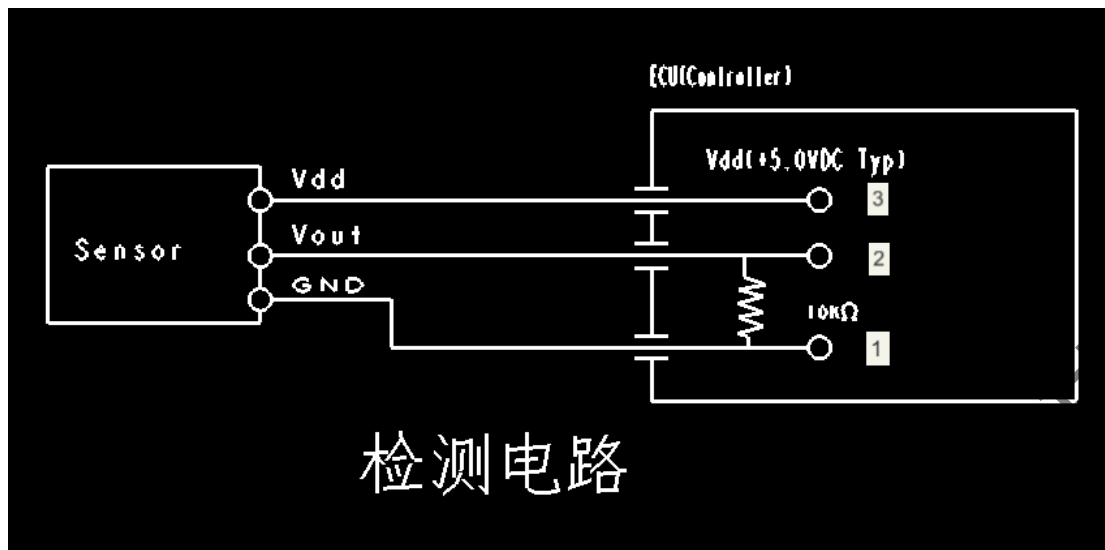 ECU(Controller)
Vdd(+5.0VDC Typ)
Vdd
3
Vout
Sensor
2
GND
10KΩ
1
检测电路